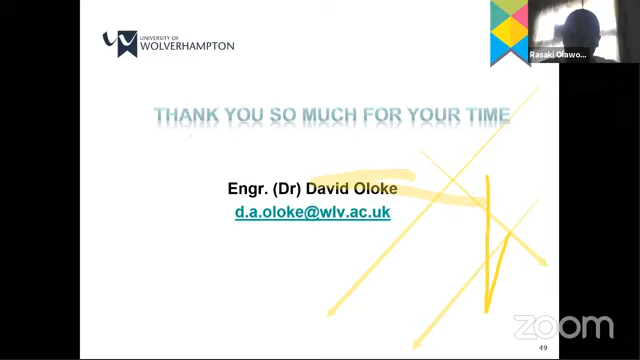 UNIVERSITY OF
WOLVERHAMPTON
Rasaki Olawo...
THANK YOU SO MUCH FOR YOUR TIME
Engr. (Dr) David Oloke
d.a.oloke@wlv.ac.uk
zoom
49